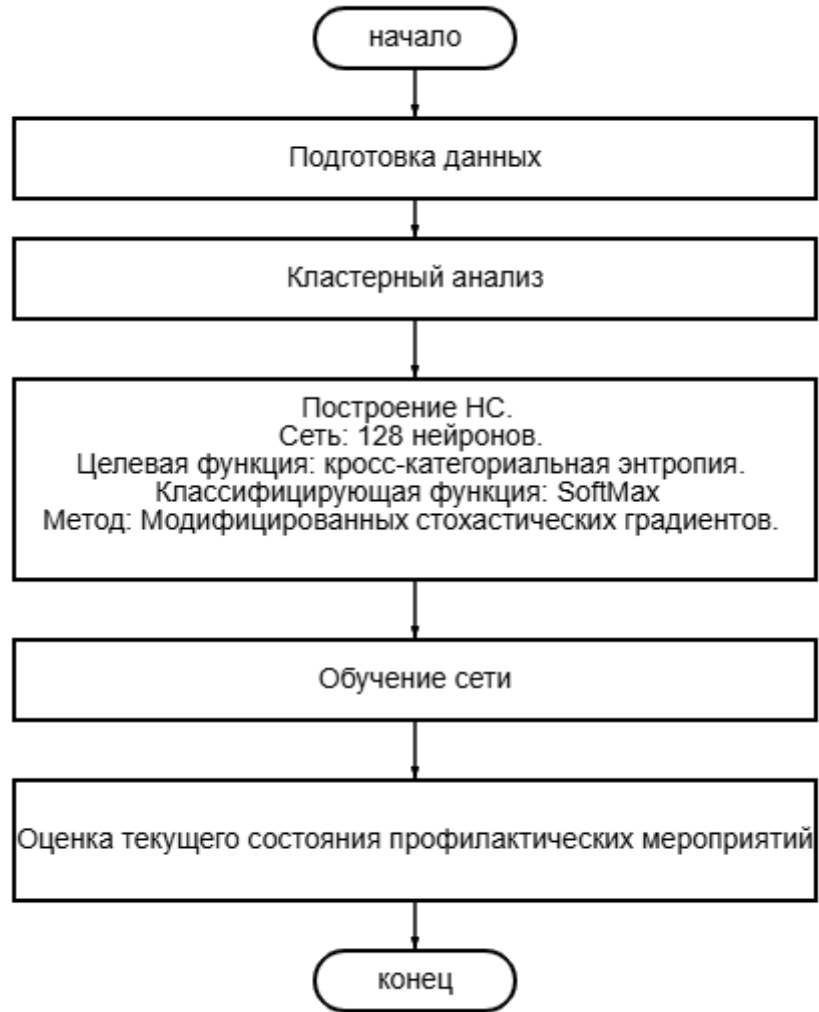 начало
Подготовка данных
Кластерный анализ
Построение НС.
Сеть: 128 нейронов.
Целевая функция: кросс-категориальная энтропия.
Классифицирующая функция: SoftMax
Метод: Модифицированных стохастических градиентов.
Обучение сети
Оценка текущего состояния профилактических мероприятий
конец